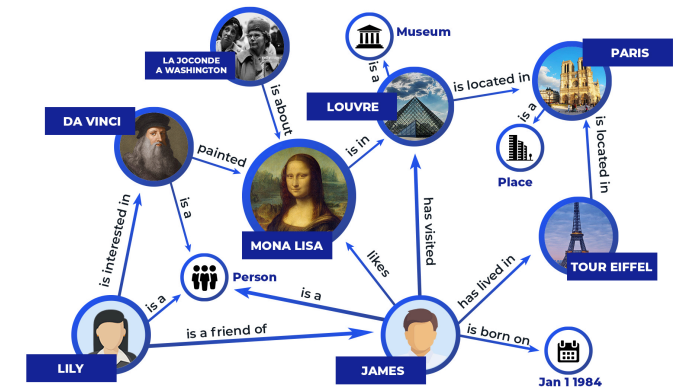 Museum
PARIS
LA JOCONDE
A WASHINGTON
is a
is located in
LOUVRE
is about
is a
DA VINCI
painted
is in
is located in
Place
is a
has visited
is interested in
MONA LISA
likes
has lived in
TOUR EIFFEL
Person
is a
is a
is a friend of
is born on
LILY
JAMES
Jan 1 1984